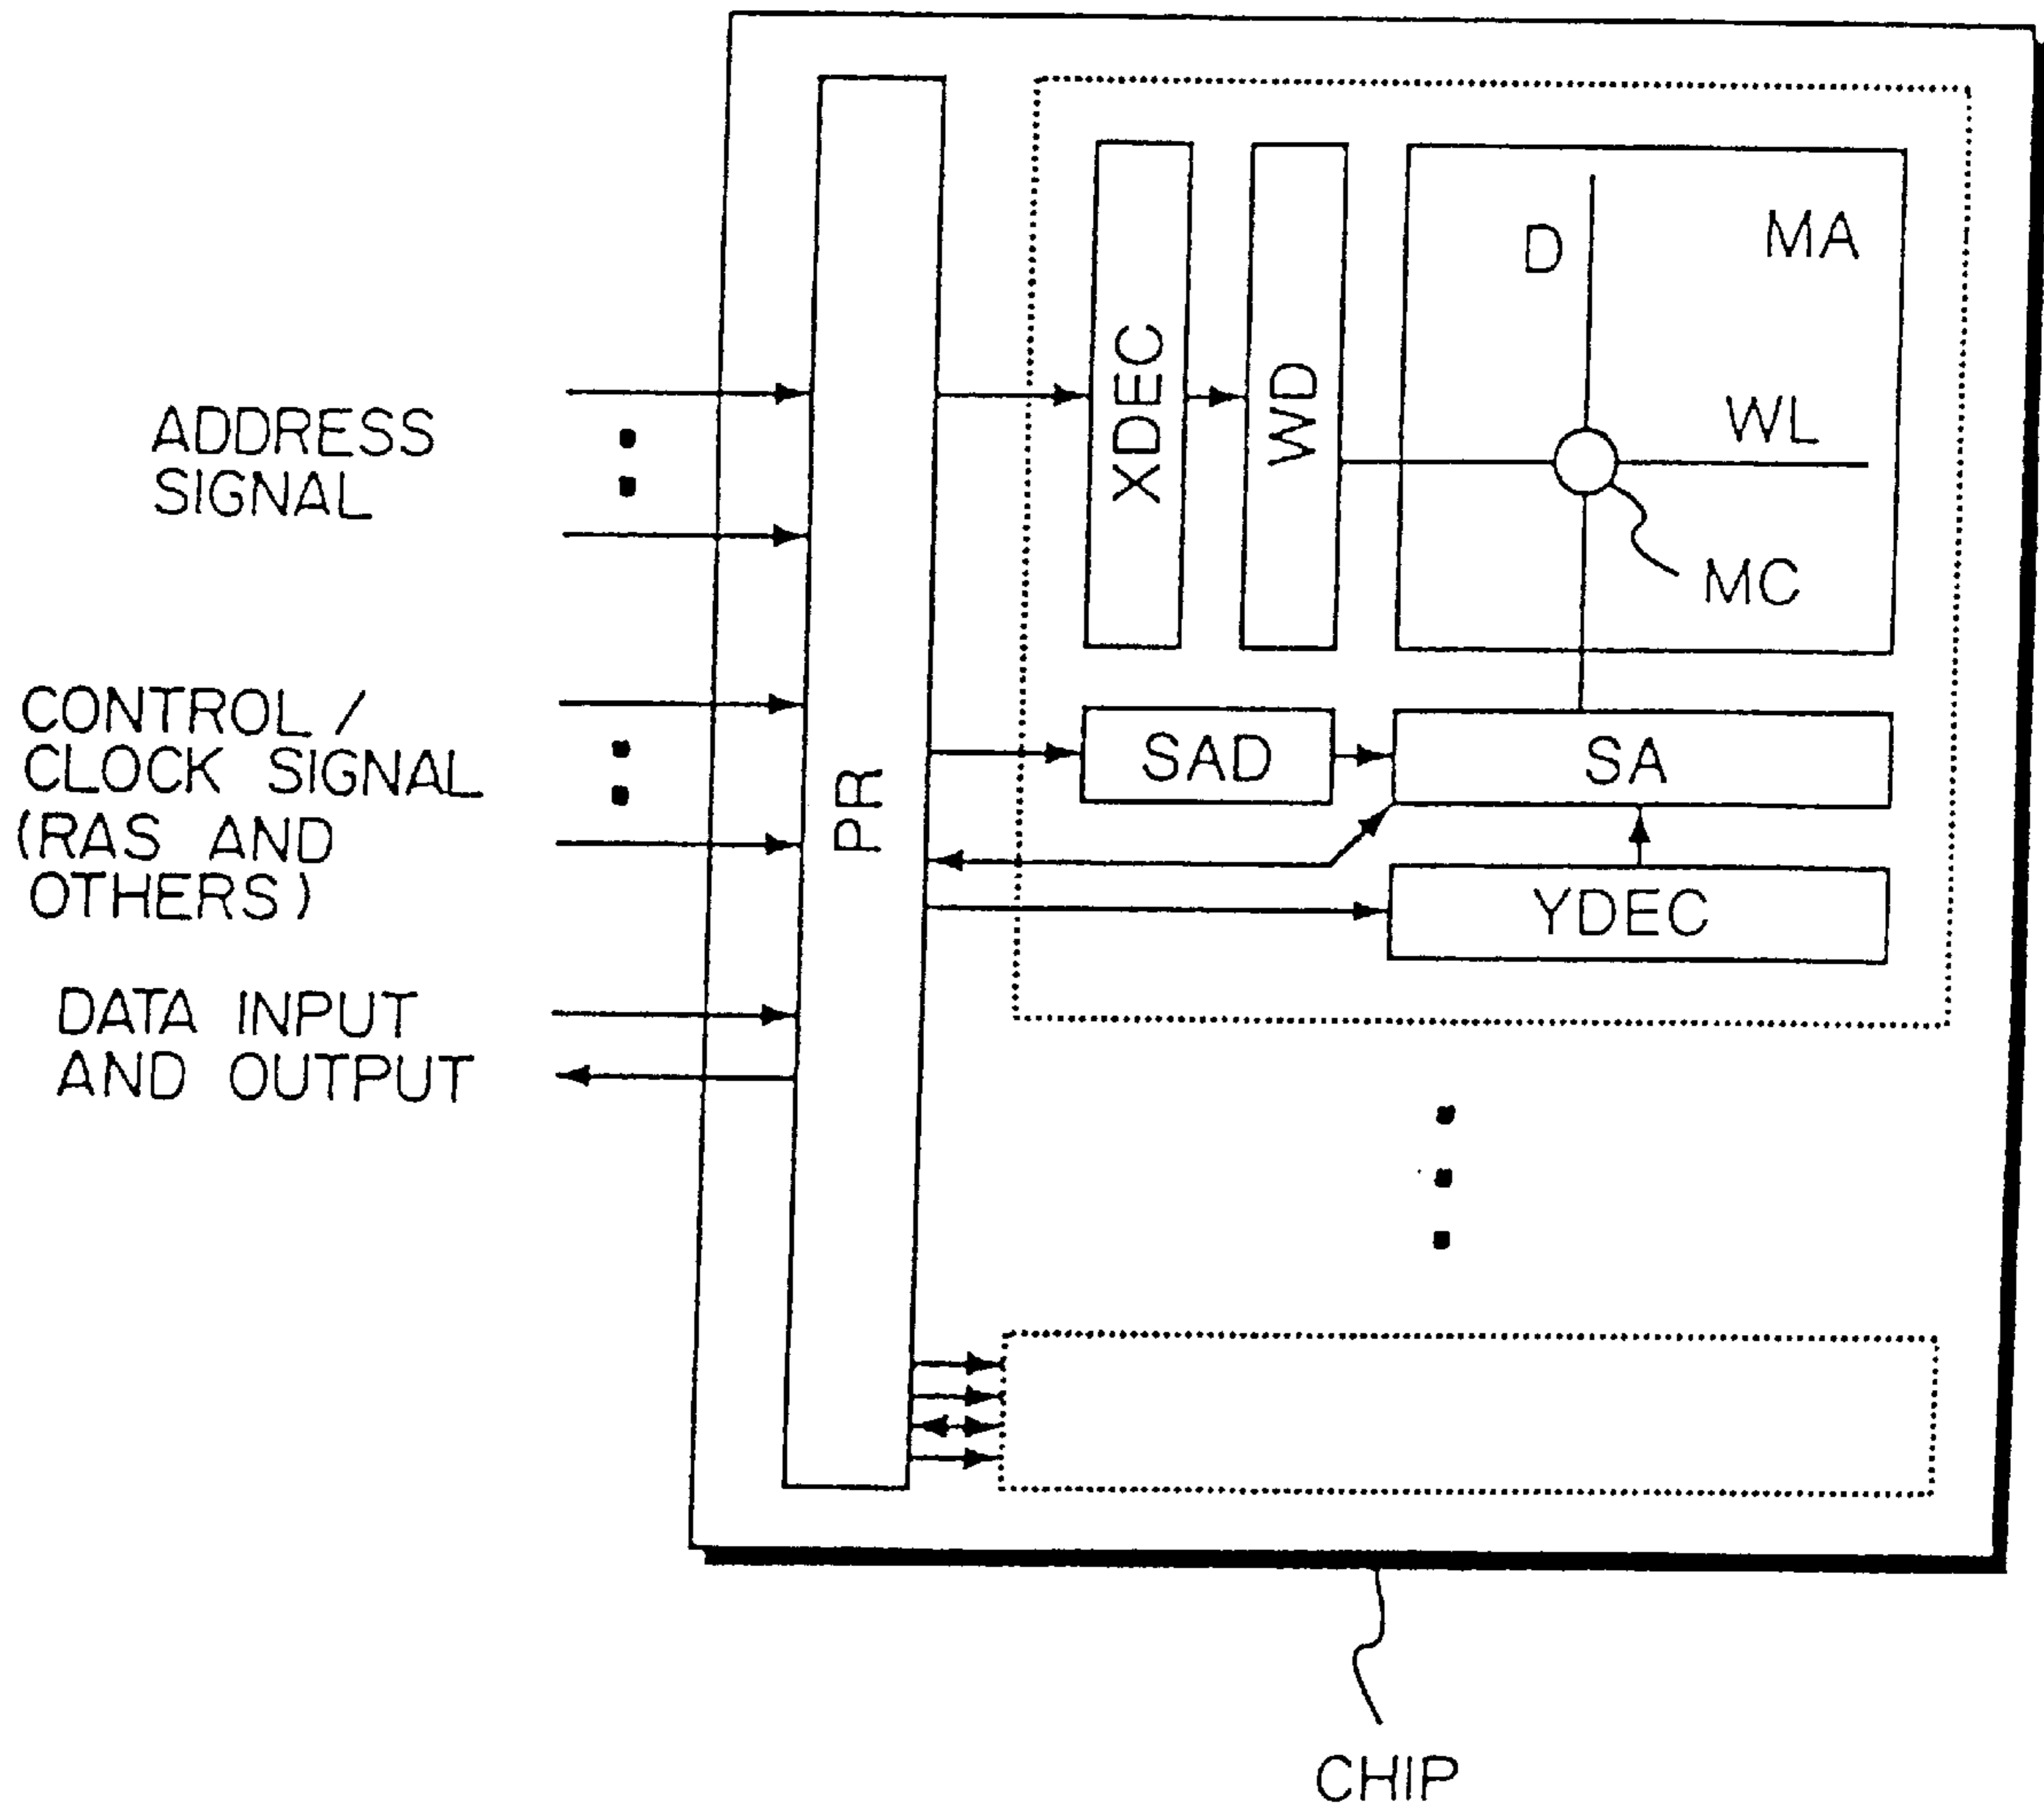 ADDRESS
SIGNAL
CONTROL /
CLOCK SIGNAL
(RAS AND
OTHERS)
DATA INPUT
AND OUTPUT
PR
XDEC
WD
D
MA
WL
MC
SAD
SA
YDEC
CHIP